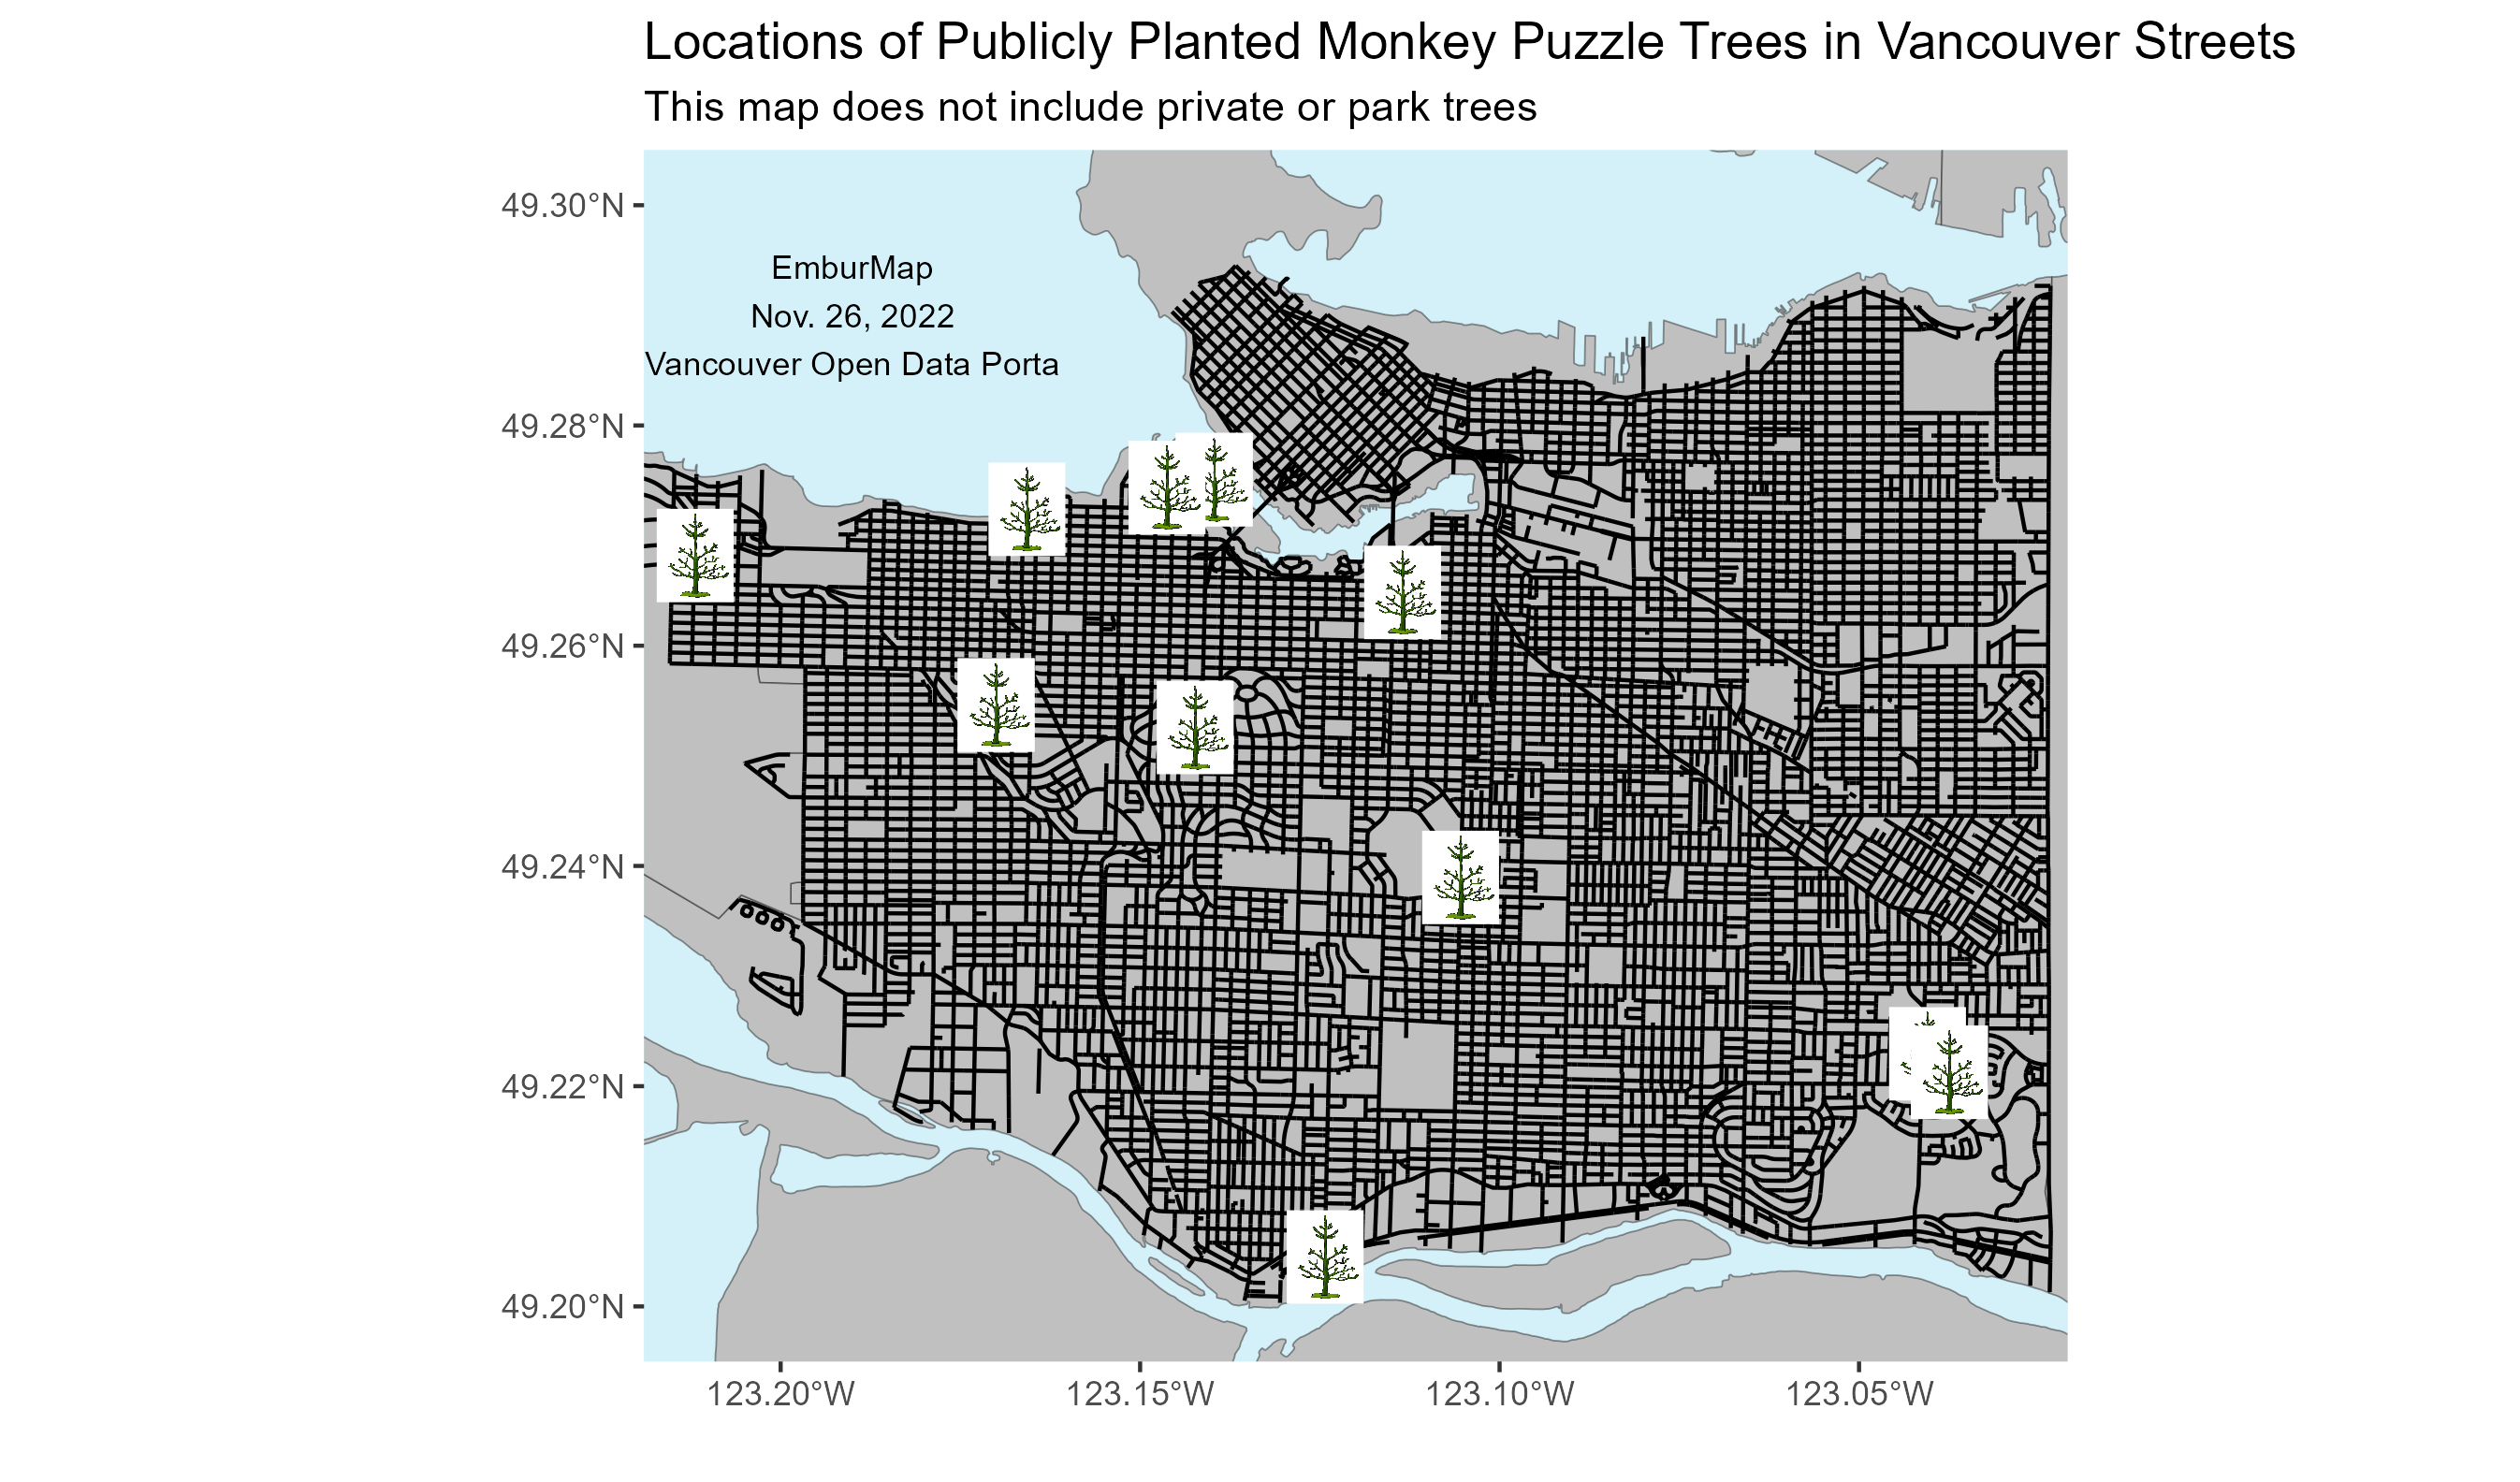 Locations of Publicly Planted Monkey Puzzle Trees in Vancouver Streets
This map does not include private or park trees
49.30°N
EmburMap
Nov. 26, 2022
Vancouver Open Data Porta
49.28°N
49.26°N
49.24°N
49.22°N
49.20°N
123.20°W
123.15°W
123.10°W
123.05°W